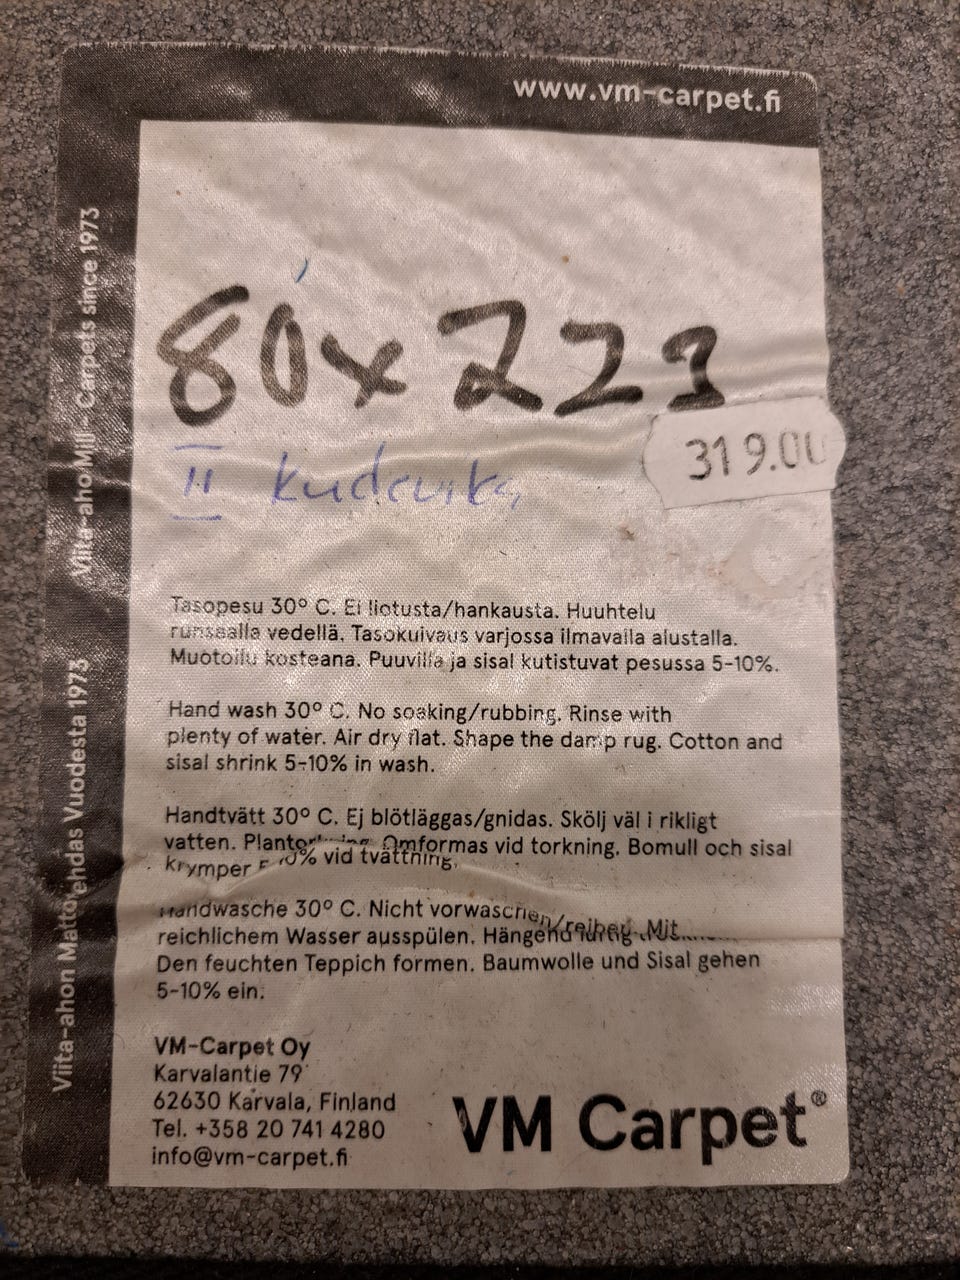 www.vm-carpet.fi
Viita-aho Mill - Carpets since 1973
Viita-ahon Mattotehdas Vuodesta 1973
80x223
II
319.00
Tasopesu 30° C. Ei liotusta/hankausta. Huuhtelu
runsaalla vedellä. Tasokuivaus varjossa ilmavalla alustalla.
Muotoilu kosteana. Puuvilla ja sisal kutistuvat pesussa 5-10%.
Hand wash 30° C. No soaking/rubbing. Rinse with
plenty of water. Air dry flat. Shape the damp rug. Cotton and
sisal shrink 5-10% in wash.
Handtvätt 30° C. Ej blötläggas/gnidas. Skölj väl i rikligt
vatten. Omformas vid torkning. Bomull och sisal
krymper 5-10% vid tvättning.
Handwasche 30° C. Nicht vorwaschen/reiben. Mit
reichlichem Wasser ausspülen. Hängend
Den feuchten Teppich formen. Baumwolle und Sisal gehen
5-10% ein.
VM-Carpet Oy
Karvalantie 79
62630 Karvala, Finland
Tel. +358 20 741 4280
info@vm-carpet.fi
VM Carpet®